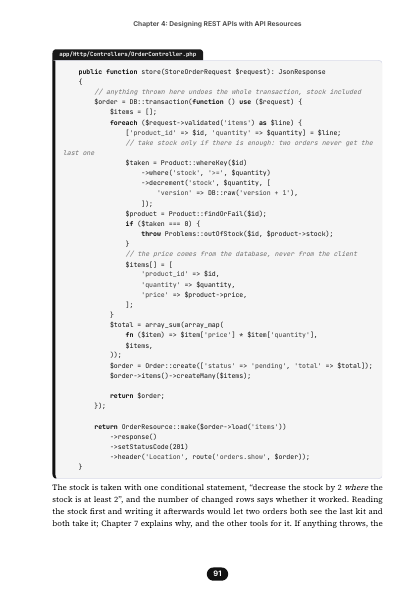 Chapter 4: Designing REST APIs with API Resources
app/Http/Controllers/OrderController.php
public function store(StoreOrderRequest $request): JsonResponse
{
// anything thrown here undoes the whole transaction, stock included
$order = DB::transaction(function () use ($request) {
$items = [];
foreach ($request->validated('items') as $line) {
['product_id' => $id, 'quantity' => $quantity] = $line;
// take stock only if there is enough: two orders never get the
last one
$taken = Product::whereKey($id)
->where('stock', '>=', $quantity)
->decrement('stock', $quantity, [
'version' => DB::raw('version + 1'),
]);
$product = Product::findOrFail($id);
if ($taken === 0) {
throw Problems::outOfStock($id, $product->stock);
}
// the price comes from the database, never from the client
$items[] = [
'product_id' => $id,
'quantity' => $quantity,
'price' => $product->price,
];
}
$total = array_sum(array_map(
fn ($item) => $item['price'] * $item['quantity'],
$items,
));
$order = Order::create(['status' => 'pending', 'total' => $total]);
$order->items()->createMany($items);
return $order;
});
return OrderResource::make($order->load('items'))
->response()
->setStatusCode(201)
->header('Location', route('orders.show', $order));
}
The stock is taken with one conditional statement, “decrease the stock by 2 where the
stock is at least 2”, and the number of changed rows says whether it worked. Reading
the stock first and writing it afterwards would let two orders both see the last kit and
both take it; Chapter 7 explains why, and the other tools for it. If anything throws, the
91